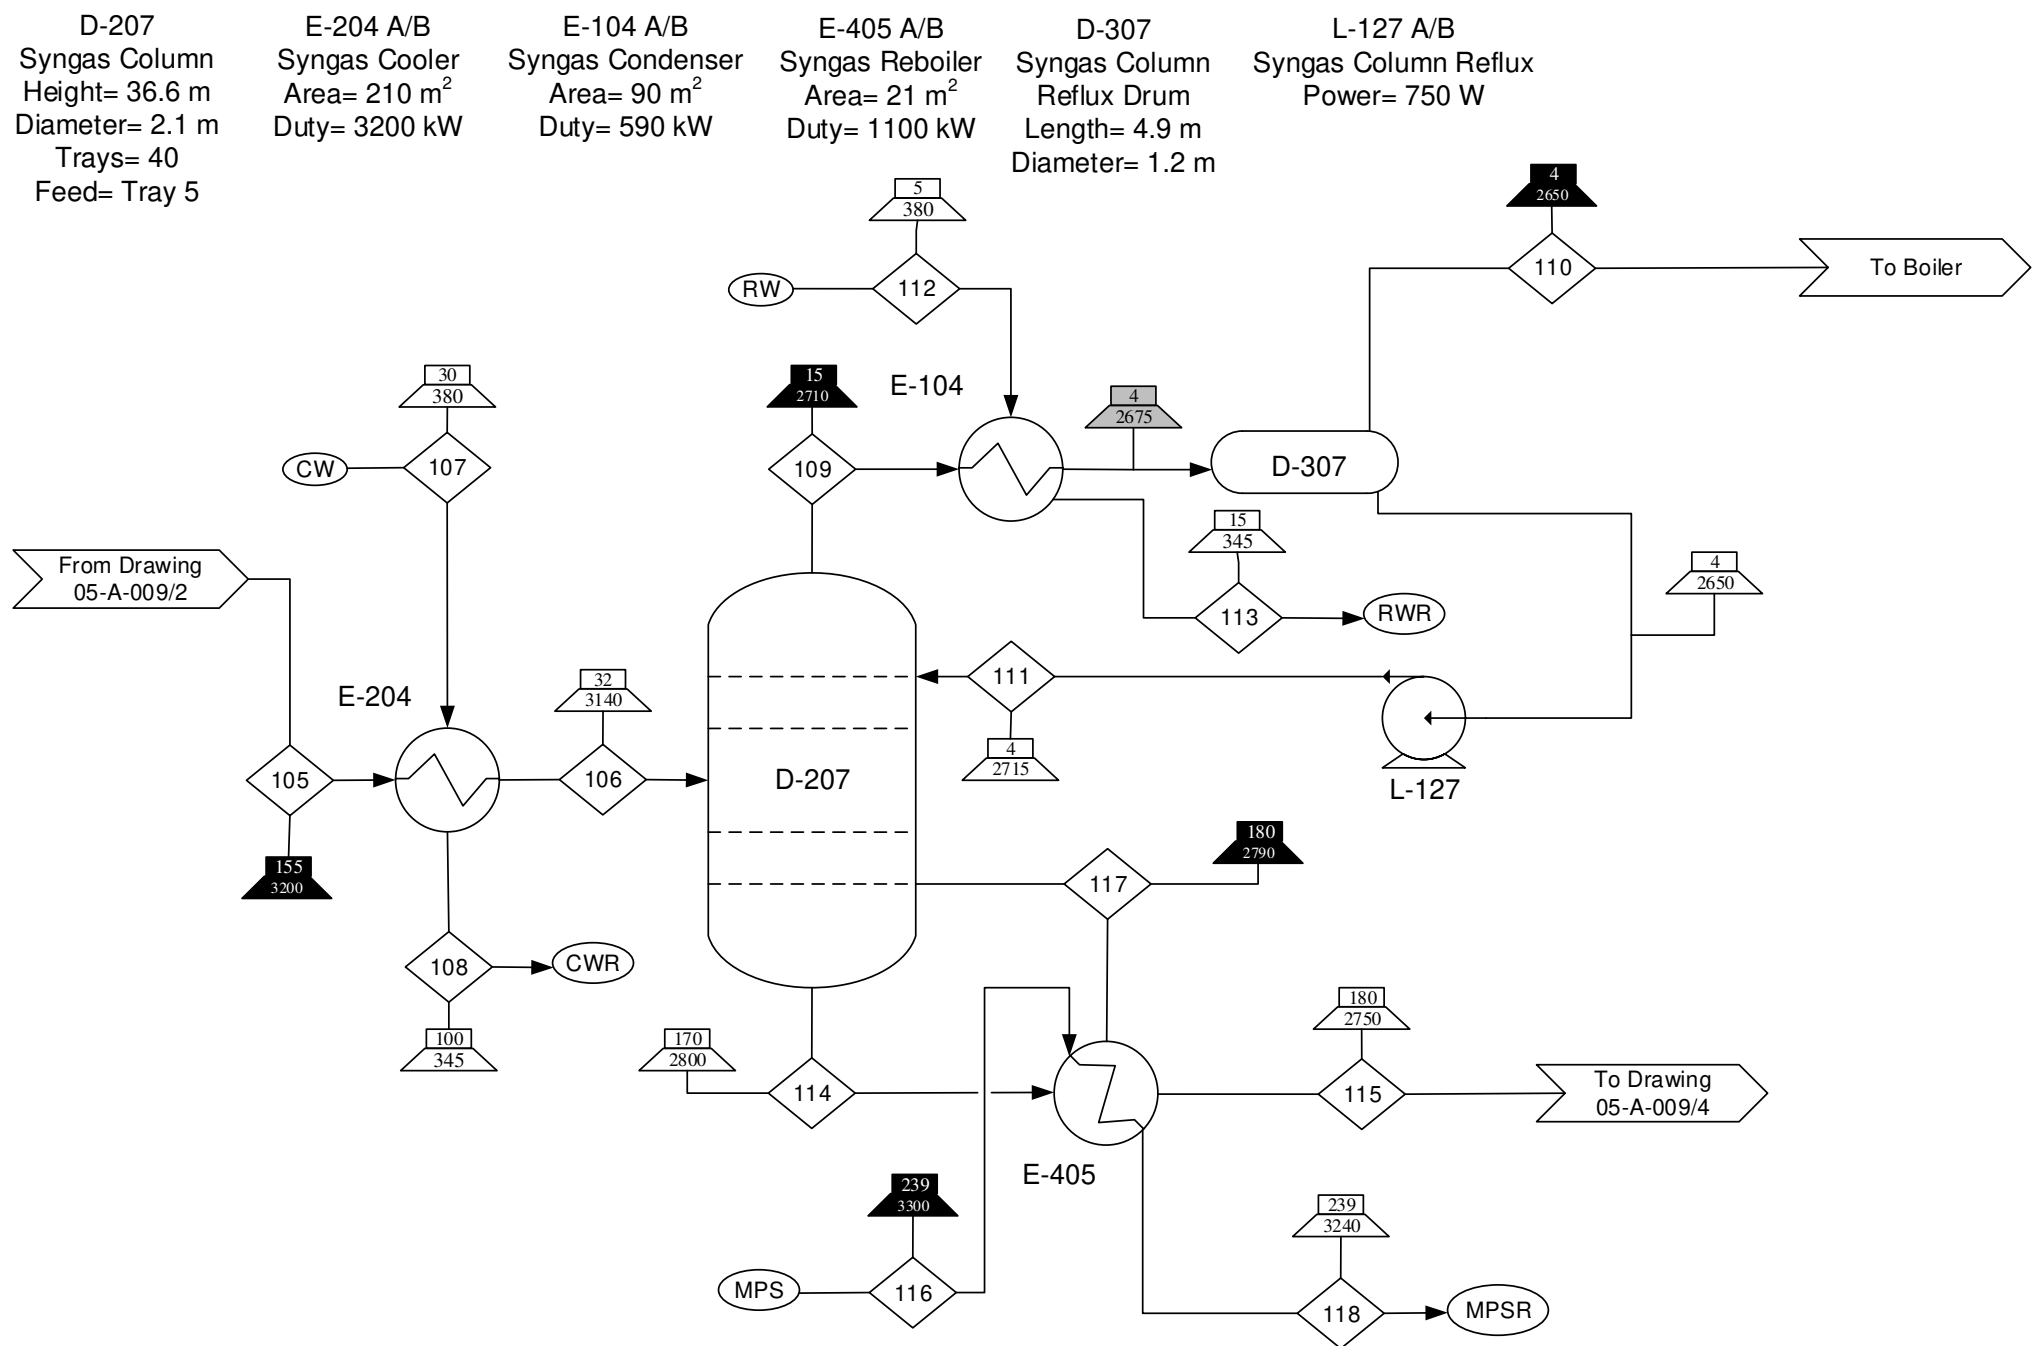 D-207
Syngas Column
Height= 36.6 m
Diameter= 2.1 m
Trays= 40
Feed= Tray 5
E-204 A/B
Syngas Cooler
Area= 210 m²
Duty= 3200 kW
E-104 A/B
Syngas Condenser
Area= 90 m²
Duty= 590 kW
E-405 A/B
Syngas Reboiler
Area= 21 m²
Duty= 1100 kW
D-307
Syngas Column
Reflux Drum
Length= 4.9 m
Diameter= 1.2 m
L-127 A/B
Syngas Column Reflux
Power= 750 W
4
2650
110
To Boiler
5
380
RW
112
30
380
CW
107
15
2710
109
E-104
4
2675
D-307
15
345
113
RWR
4
2650
From Drawing
05-A-009/2
E-204
32
3140
105
106
155
3200
D-207
111
4
2715
L-127
180
2790
117
108
CWR
100
345
170
2800
114
180
2750
115
To Drawing
05-A-009/4
E-405
239
3300
MPS
116
239
3240
118
MPSR